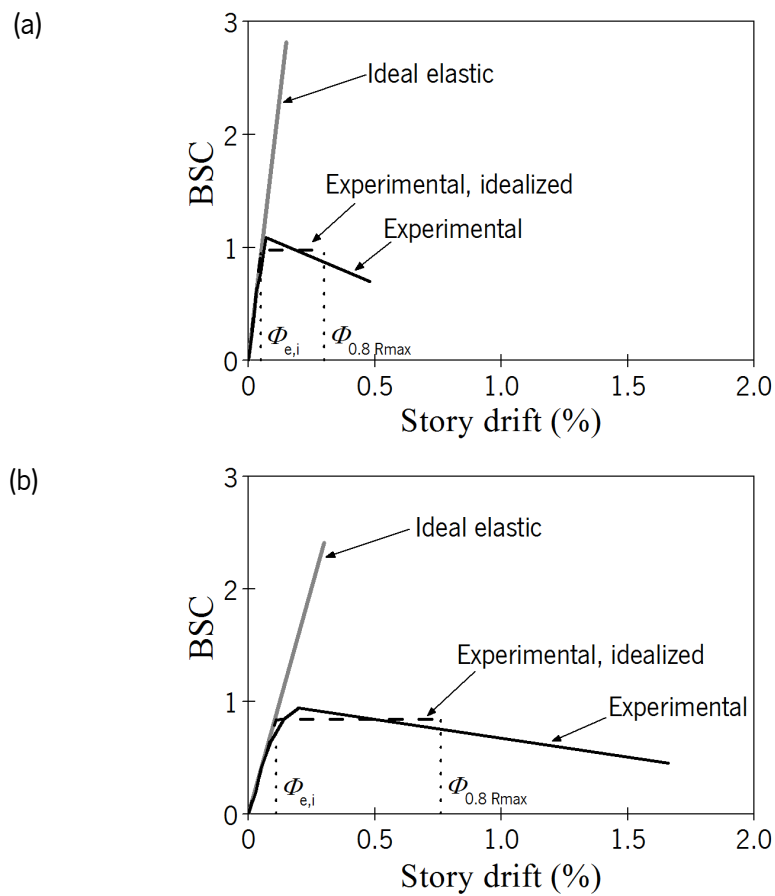 (a)
3
2
1
0
BSC
Ideal elastic
Experimental, idealized
Experimental
Φe,i
Φ0.8 Rmax
0
0.5
1.0
1.5
2.0
Story drift (%)
(b)
3
2
1
0
BSC
Ideal elastic
Experimental, idealized
Experimental
Φe,i
Φ0.8 Rmax
0
0.5
1.0
1.5
2.0
Story drift (%)